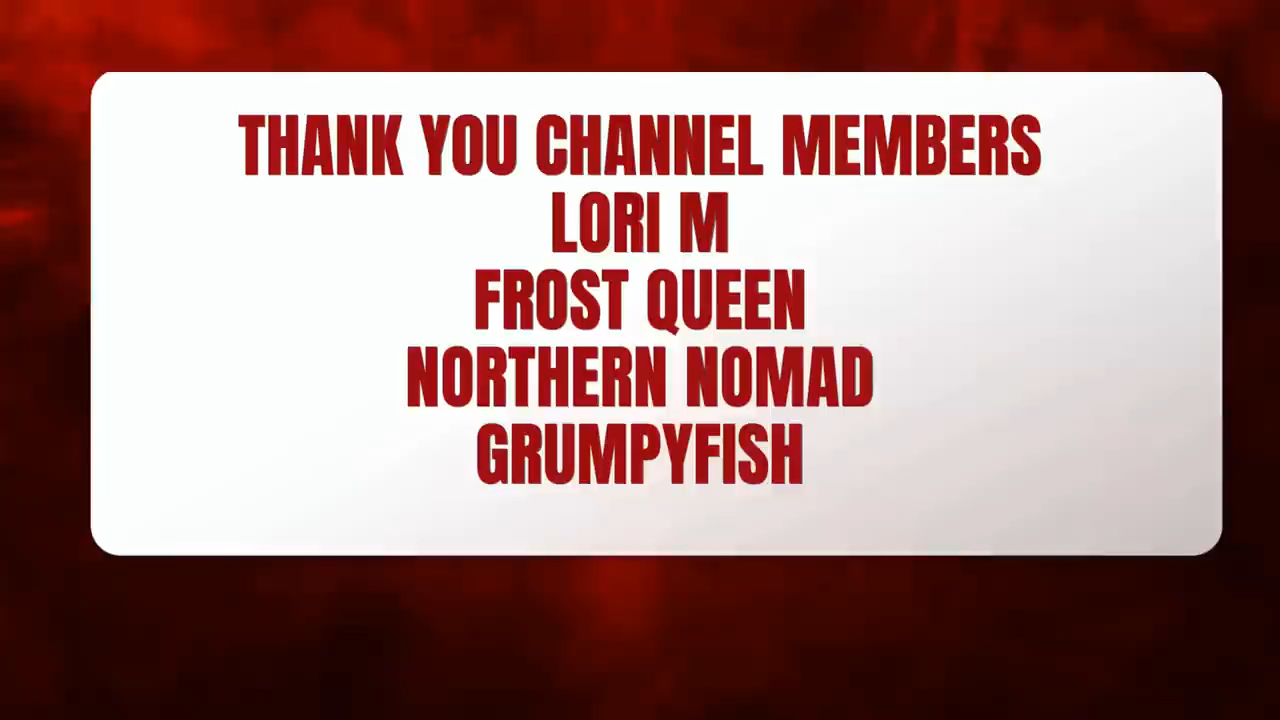 THANK YOU CHANNEL MEMBERS
LORI M
FROST QUEEN
NORTHERN NOMAD
GRUMPYFISH